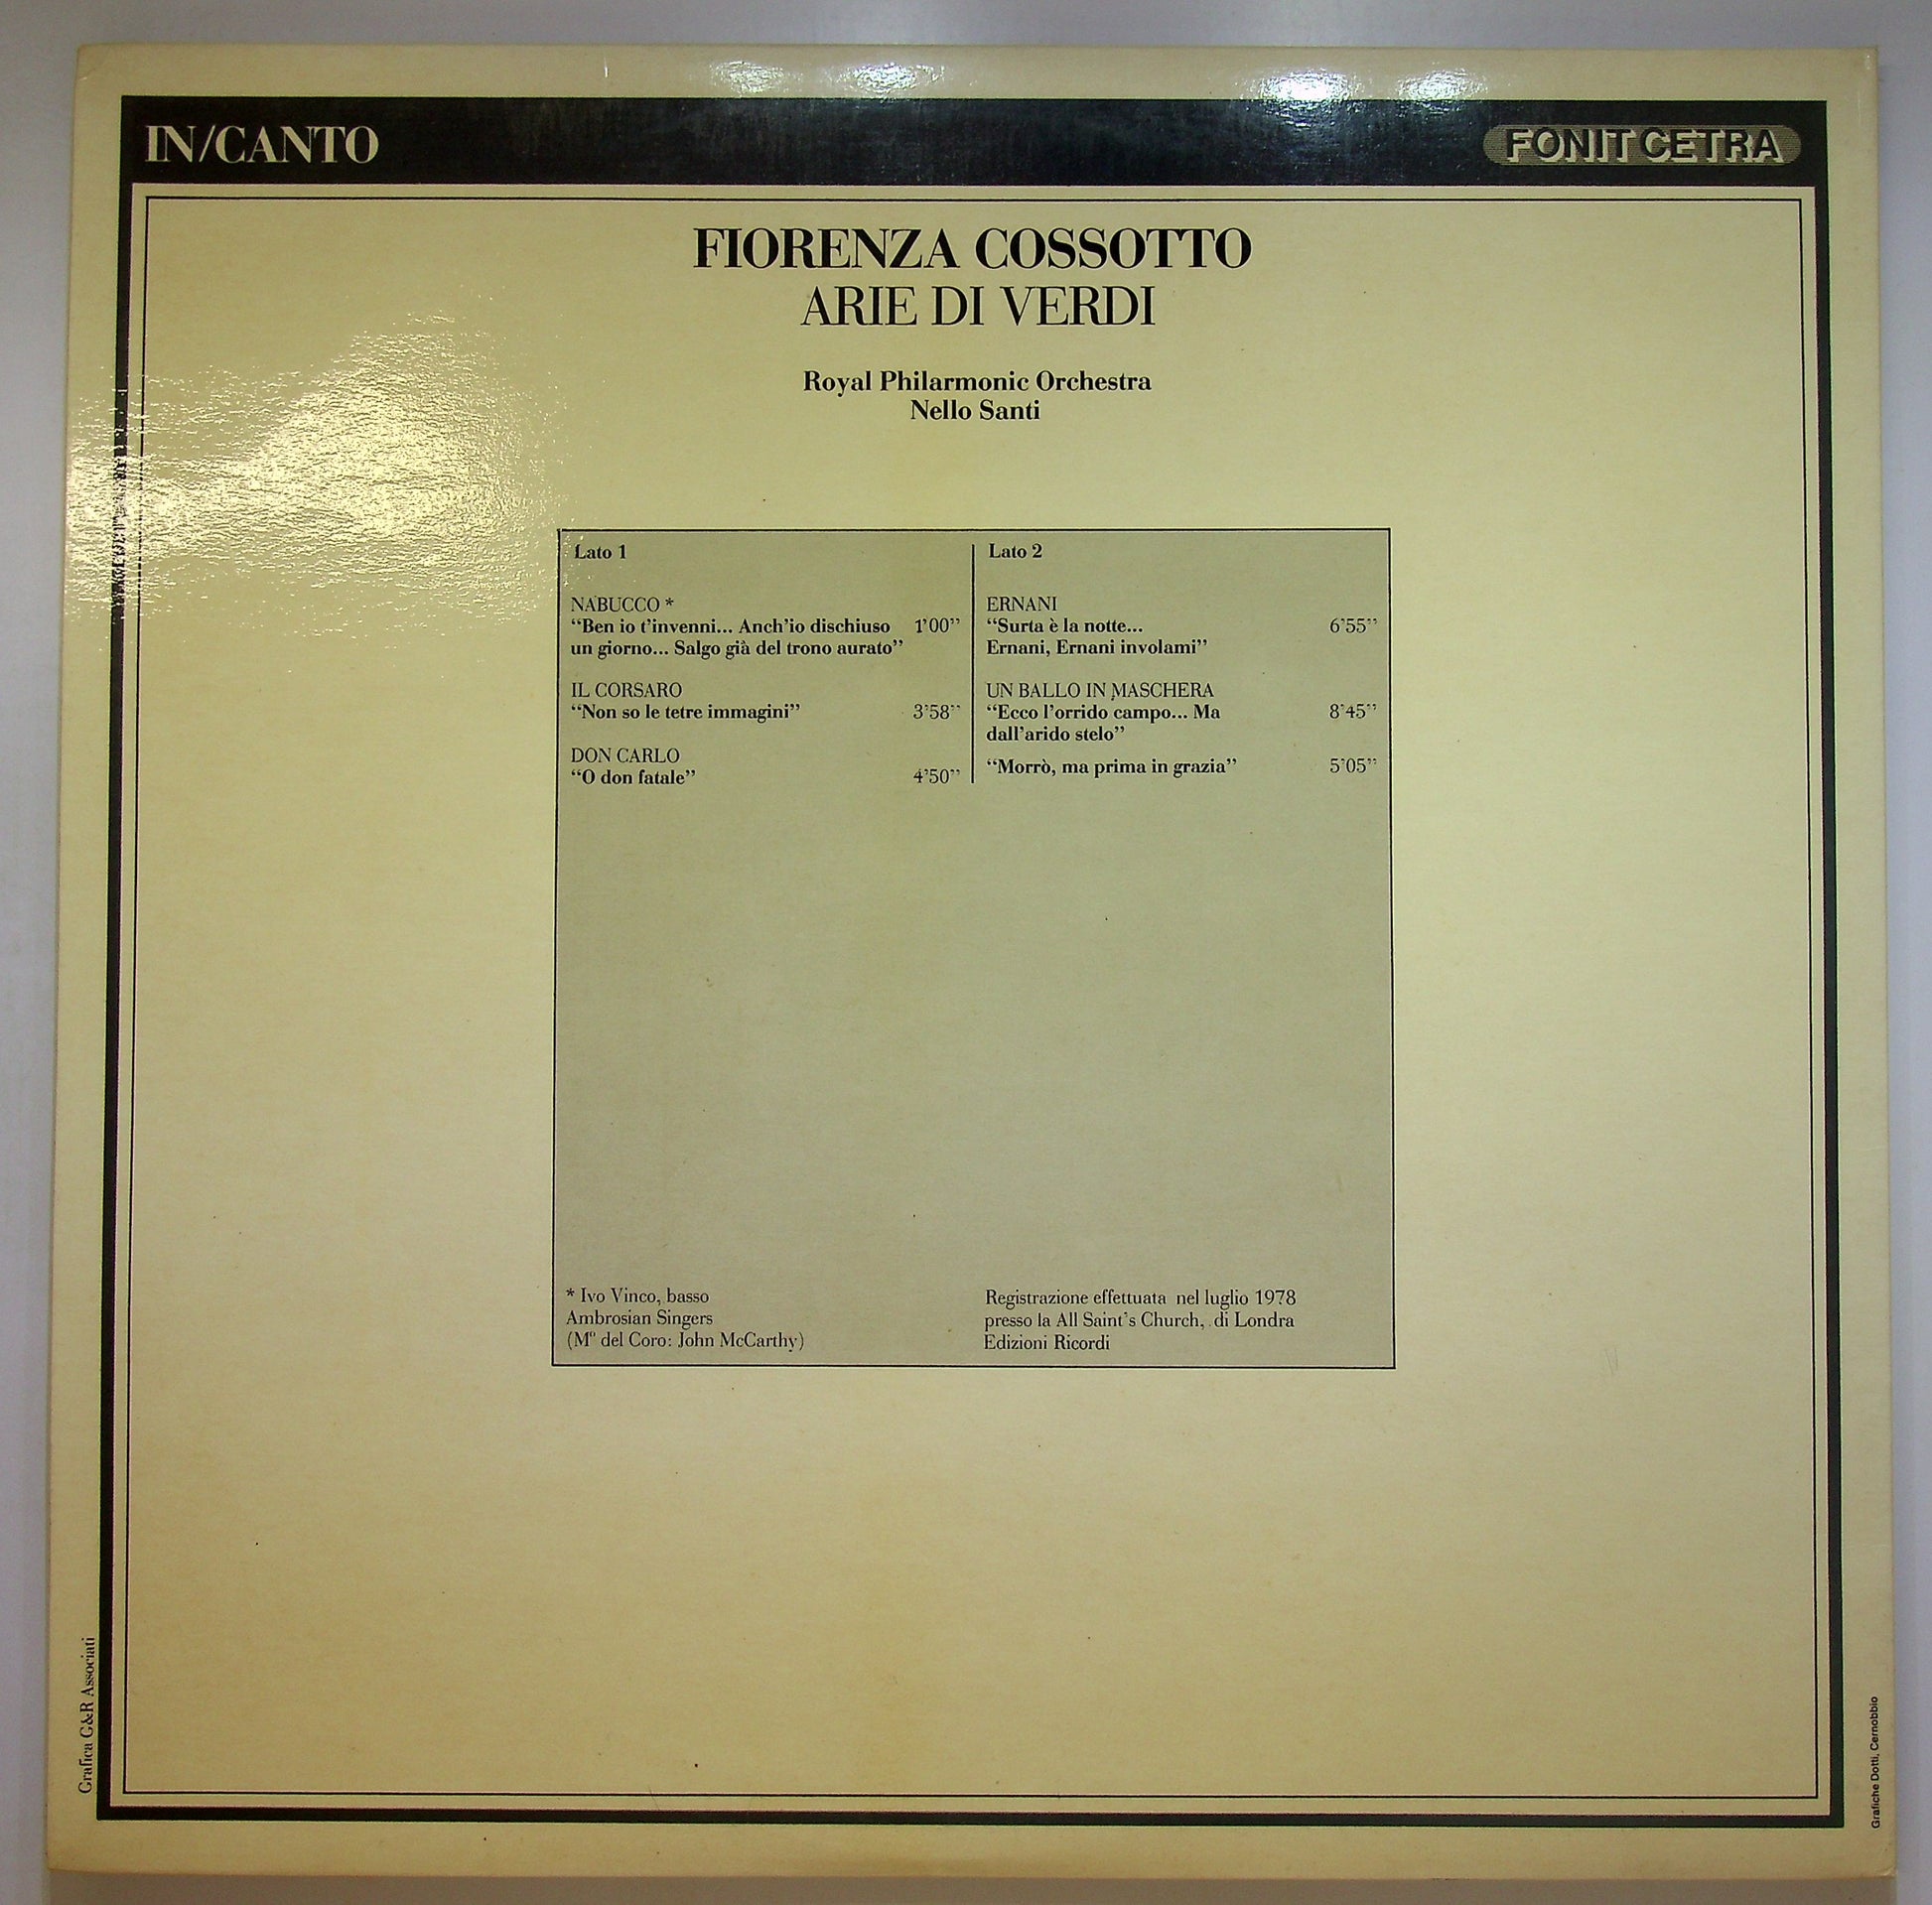 IN/CANTO
FONIT CETRA
FIORENZA COSSOTTO
ARIE DI VERDI
Royal Philarmonic Orchestra
Nello Santi
Lato 1
NABUCCO *
“Ben io t’invenni... Anch’io dischiuso 1’00”
un giorno... Salgo già del trono aurato”
IL CORSARO
“Non so le tetre immagini” 3’58”
DON CARLO
“O don fatale” 4’50”
Lato 2
ERNANI
“Surta è la notte... 6’55”
Ernani, Ernani involami”
UN BALLO IN MASCHERA
“Ecco l’orrido campo... Ma 8’45”
dall’arido stelo”
“Morrò, ma prima in grazia” 5’05”
* Ivo Vinco, basso
Ambrosian Singers
(Mº del Coro: John McCarthy)
Registrazione effettuata nel luglio 1978
presso la All Saint’s Church, di Londra
Edizioni Ricordi
Grafica G&R Associati
Grafiche Dotti, Cernobbio